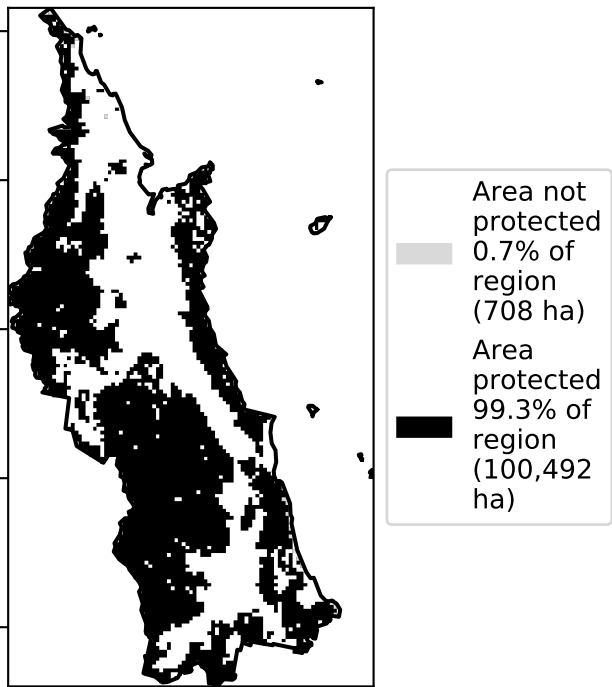 Area not
protected
0.7% of
region
(708 ha)
Area
protected
99.3% of
region
(100,492
ha)